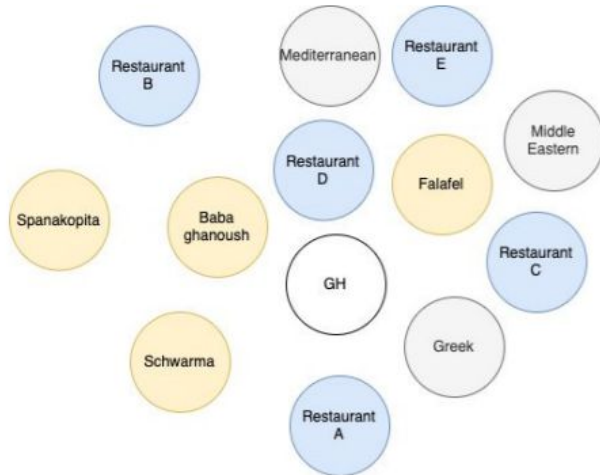 Mediterranean
Restaurant
E
Restaurant
B
Middle
Eastern
Restaurant
D
Falafel
Spanakopita
Baba
ghanoush
Restaurant
C
GH
Schwarma
Greek
Restaurant
A